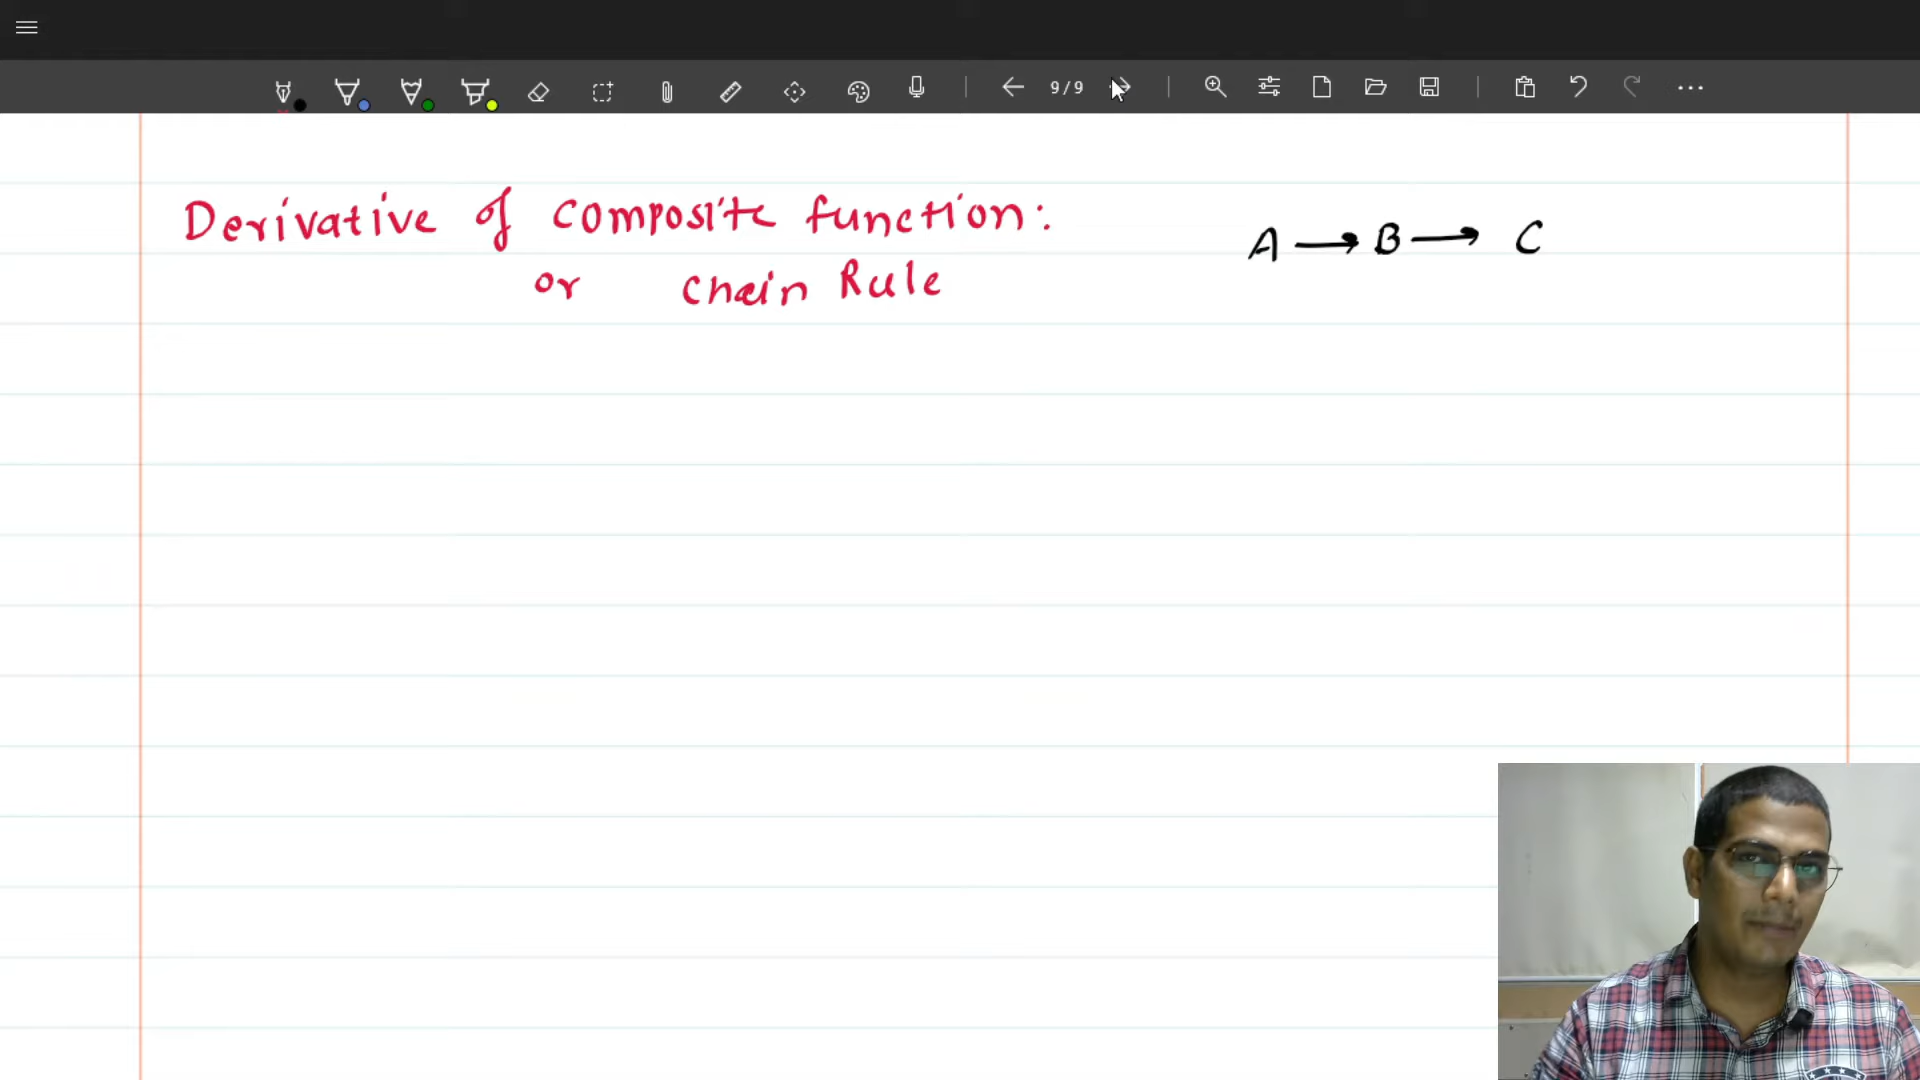 9/9
Derivative of composite function:
or chain Rule
A → B → C